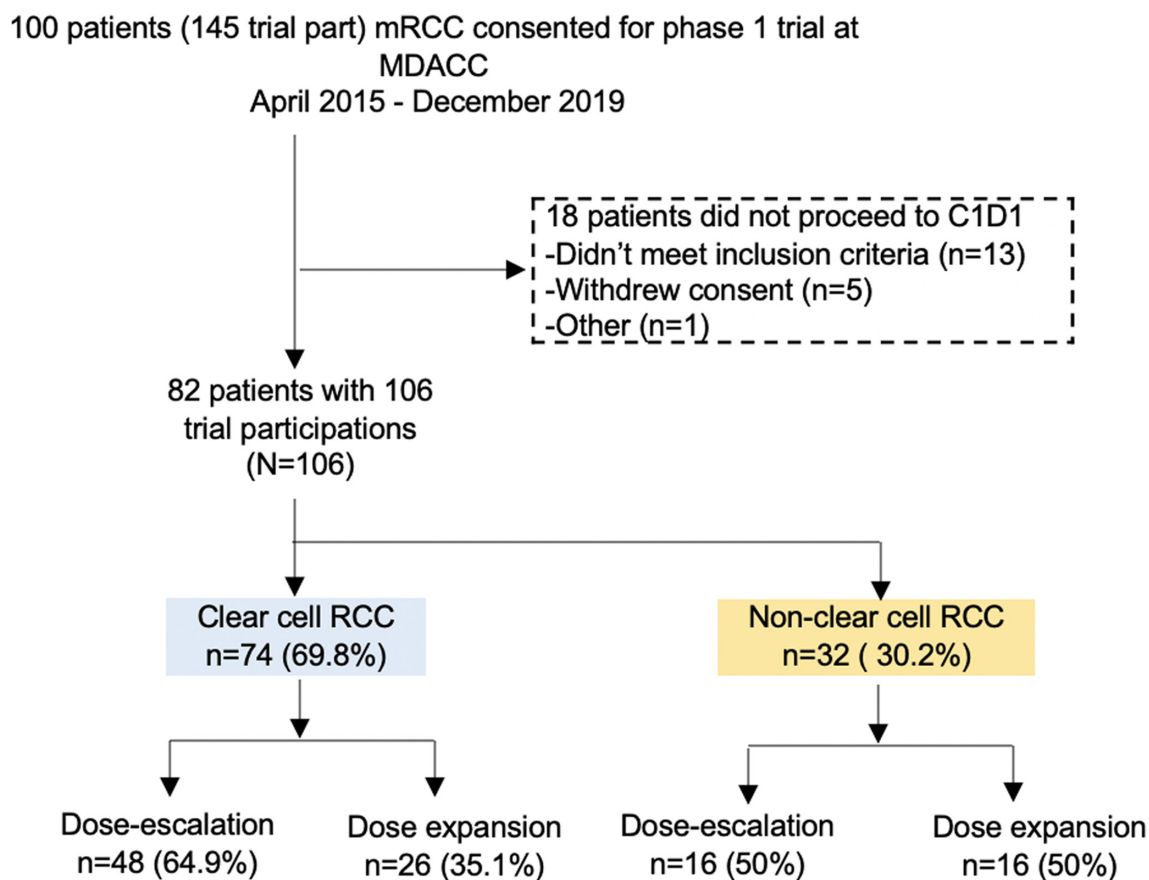 100 patients (145 trial part) mRCC consented for phase 1 trial at
MDACC
April 2015 - December 2019
18 patients did not proceed to C1D1
-Didn’t meet inclusion criteria (n=13)
-Withdrew consent (n=5)
-Other (n=1)
82 patients with 106
trial participations
(N=106)
Clear cell RCC
n=74 (69.8%)
Non-clear cell RCC
n=32 ( 30.2%)
Dose-escalation
n=48 (64.9%)
Dose expansion
n=26 (35.1%)
Dose-escalation
n=16 (50%)
Dose expansion
n=16 (50%)